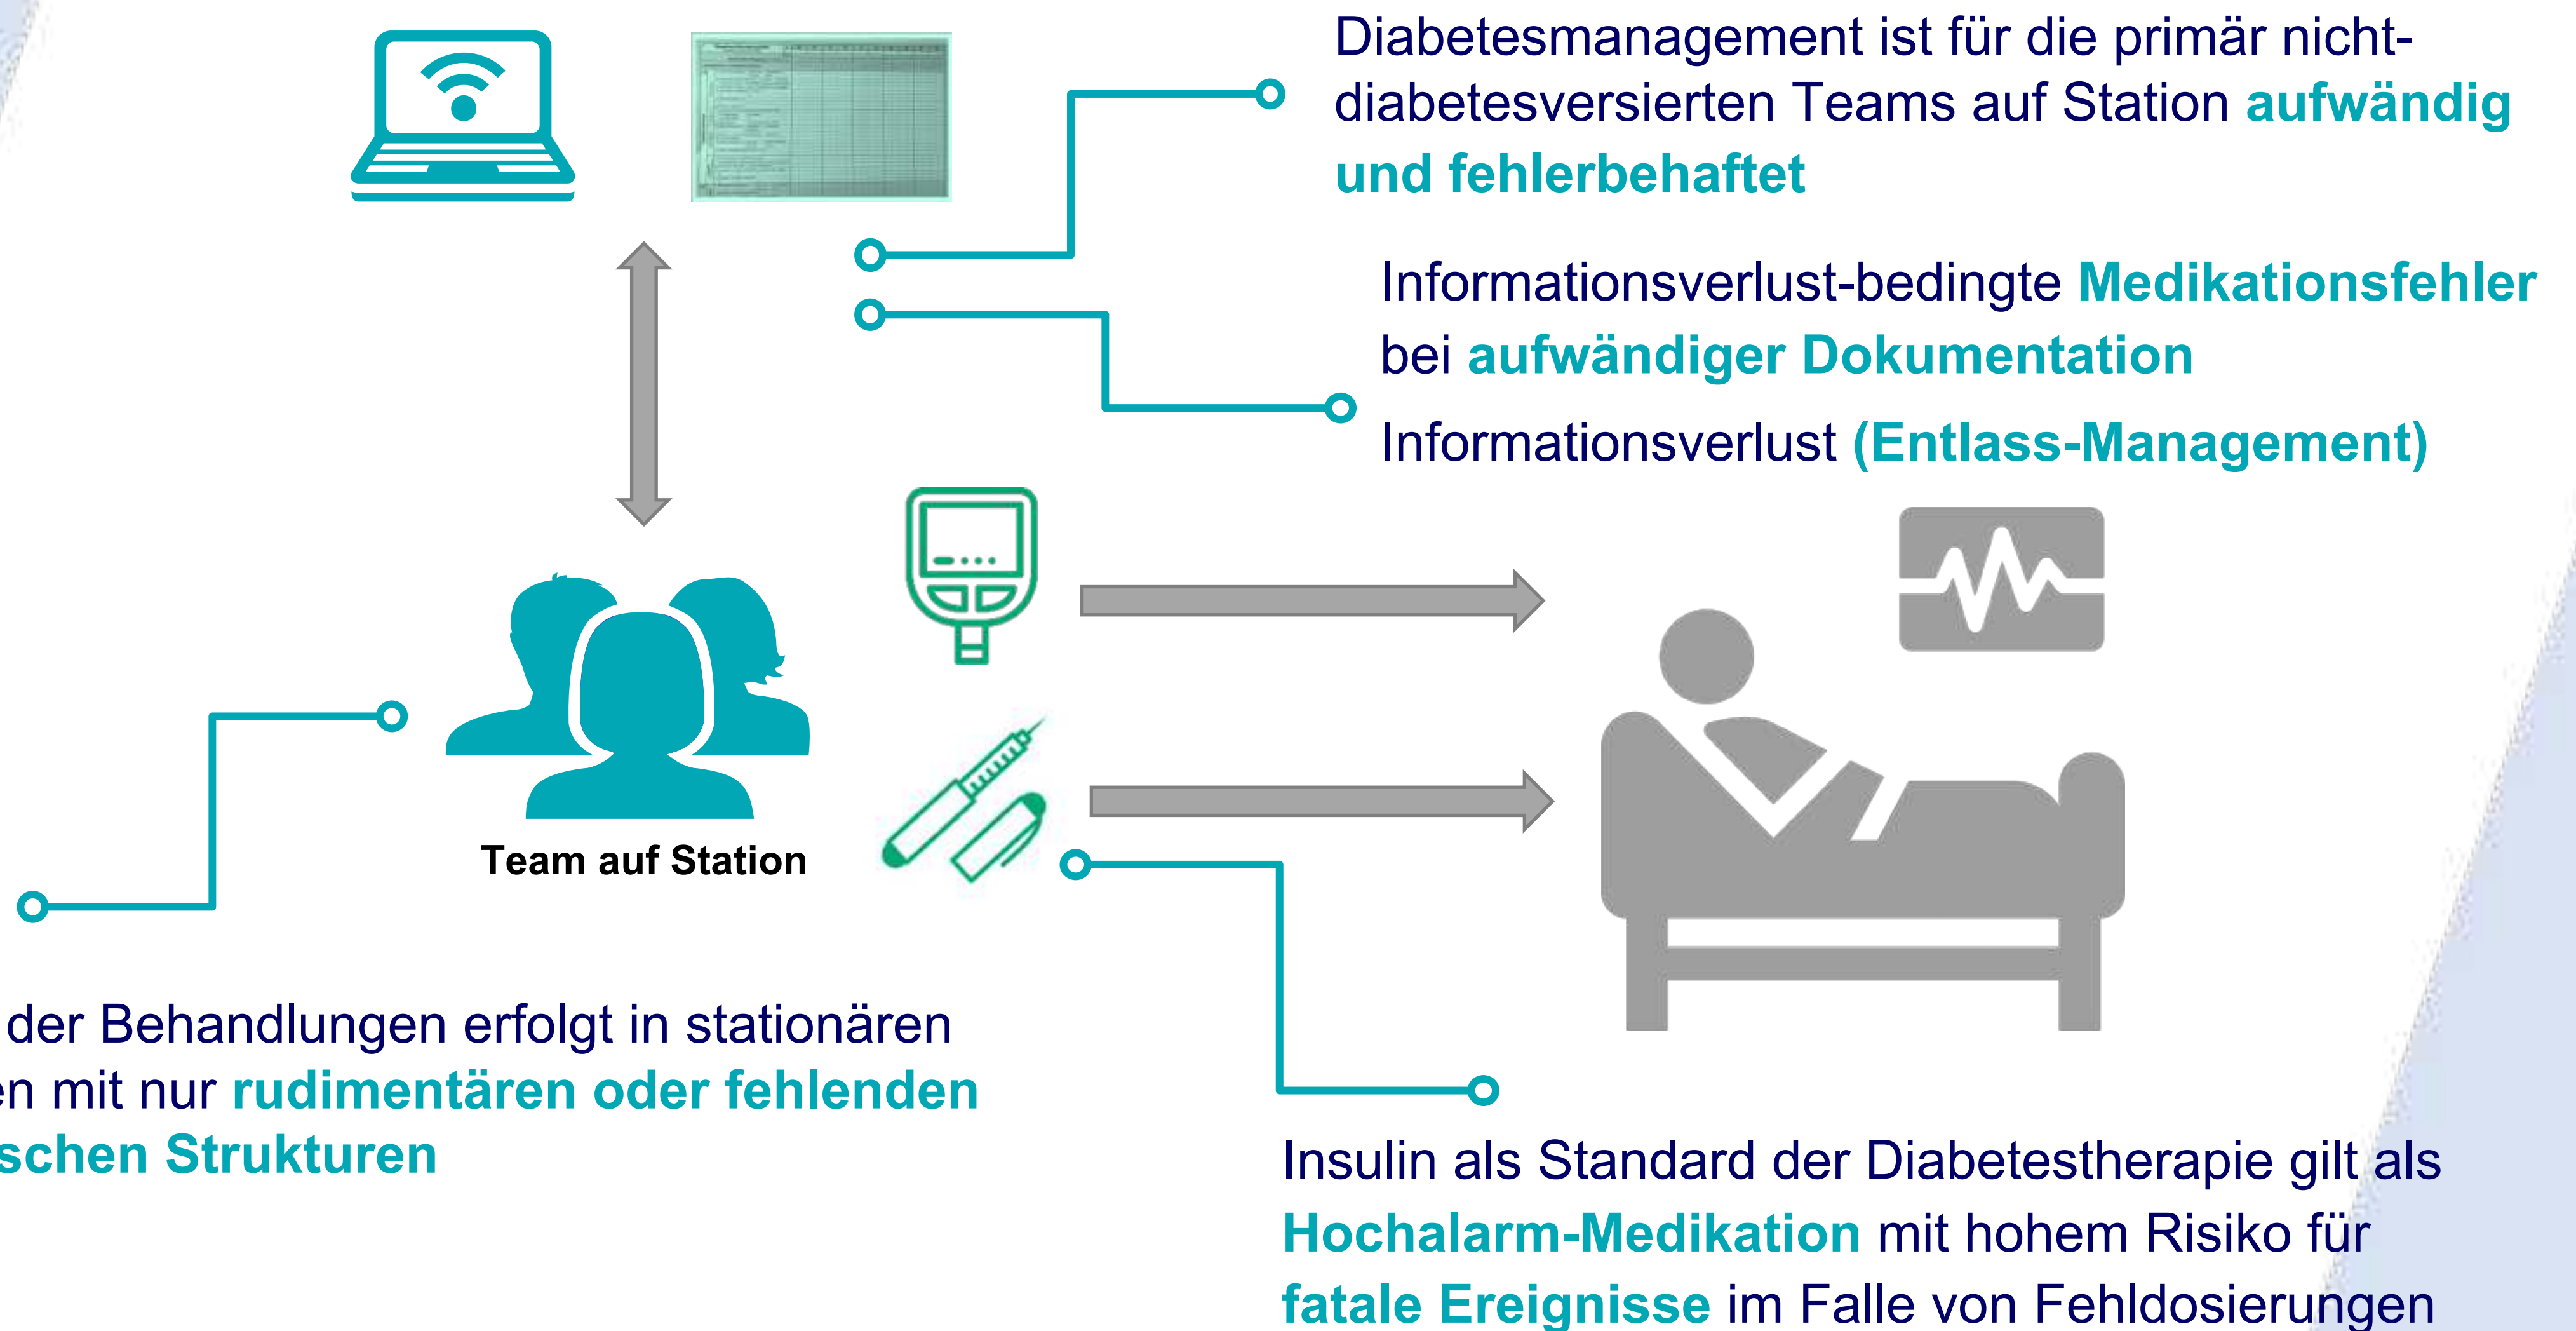 Diabetesmanagement ist für die primär nicht-
diabetesversierten Teams auf Station aufwändig
und fehlerbehaftet
Informationsverlust-bedingte Medikationsfehler
bei aufwändiger Dokumentation
Informationsverlust (Entlass-Management)
Team auf Station
der Behandlungen erfolgt in stationären
en mit nur rudimentären oder fehlenden
schen Strukturen
Insulin als Standard der Diabetestherapie gilt als
Hochalarm-Medikation mit hohem Risiko für
fatale Ereignisse im Falle von Fehldosierungen